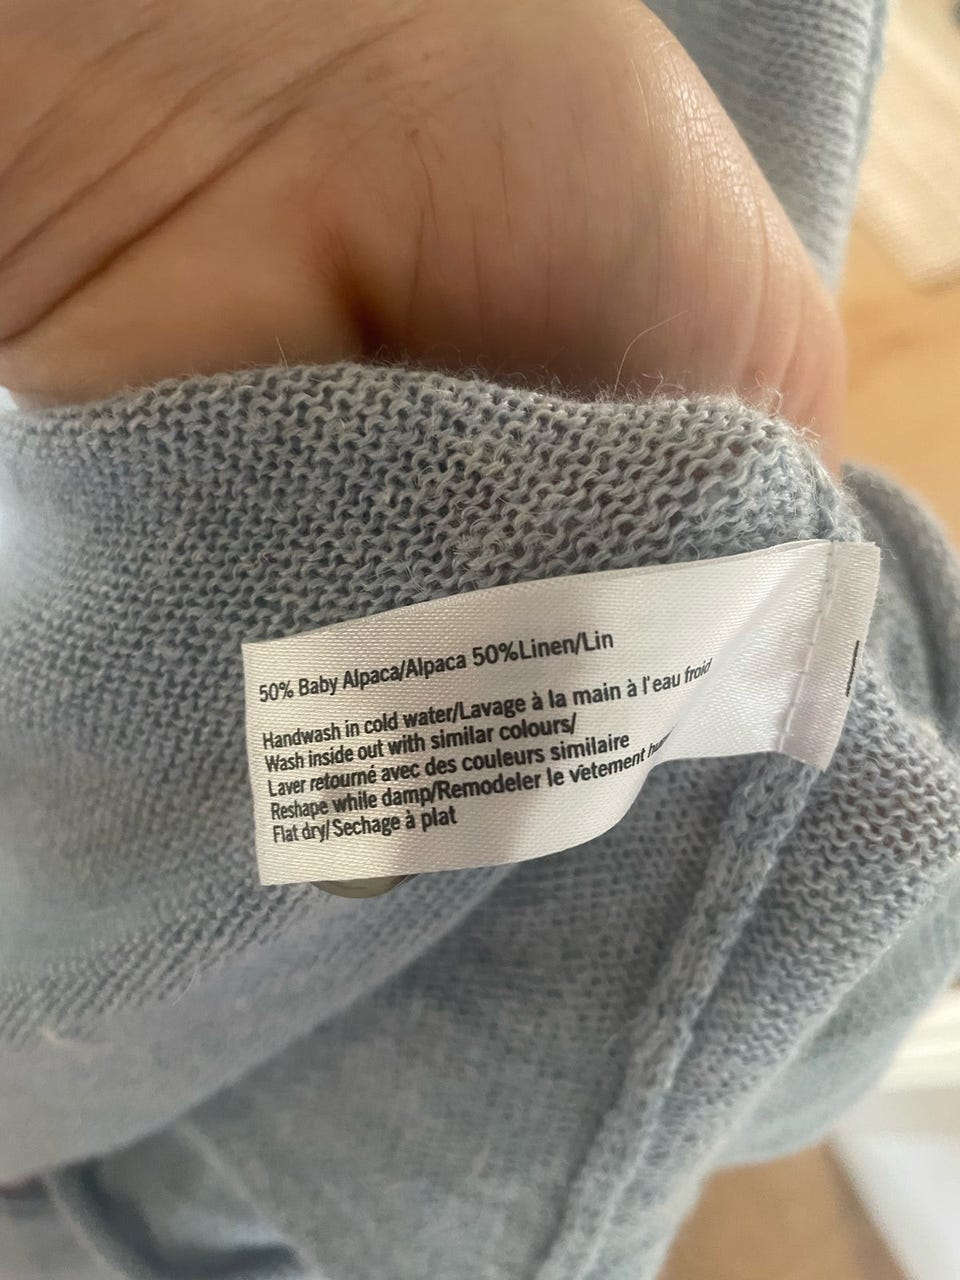 50% Baby Alpaca/Alpaca 50%Linen/Lin
Handwash in cold water/Lavage à la main à l'eau froid
Wash inside out with similar colours/
Laver retourné avec des couleurs similaire
Reshape while damp/Remodeler le vêtement
Flat dry/Sechage à plat